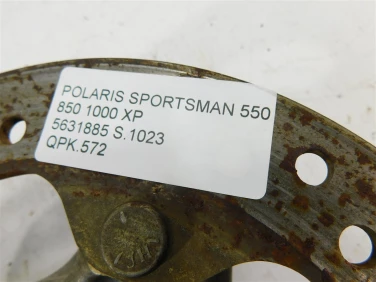 POLARIS SPORTSMAN 550
850 1000 XP
5631885 S.1023
QPK.572